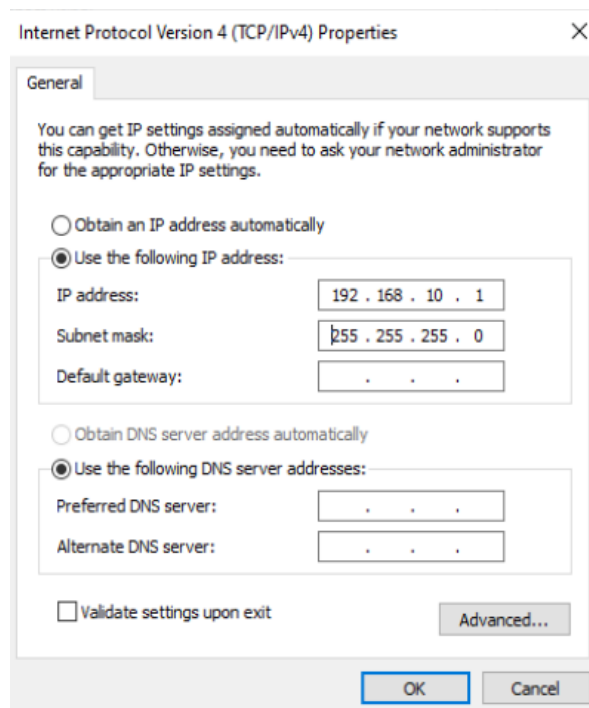 Internet Protocol Version 4 (TCP/IPv4) Properties
General
You can get IP settings assigned automatically if your network supports
this capability. Otherwise, you need to ask your network administrator
for the appropriate IP settings.
Obtain an IP address automatically
Use the following IP address:
IP address: 192 . 168 . 10 . 1
Subnet mask: 255 . 255 . 255 . 0
Default gateway: . . .
Obtain DNS server address automatically
Use the following DNS server addresses:
Preferred DNS server: . . .
Alternate DNS server: . . .
Validate settings upon exit
Advanced...
OK Cancel